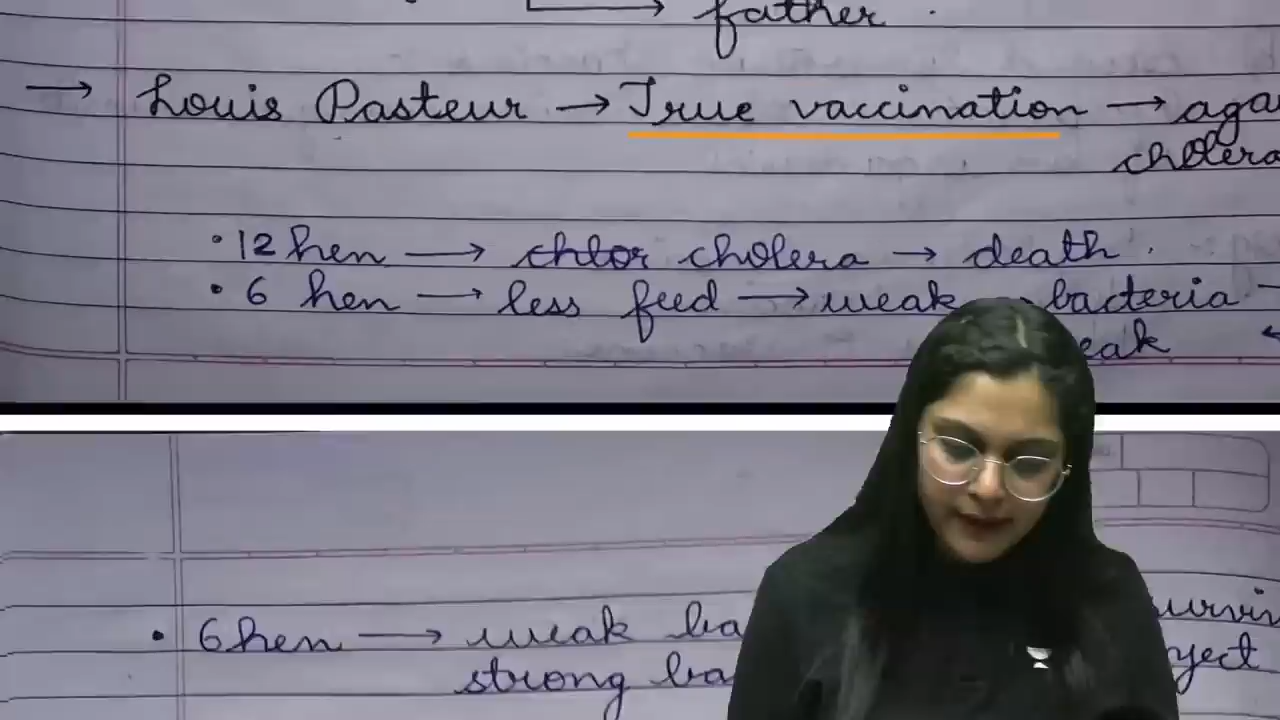 → father .
→ Louis Pasteur → True vaccination → aga
cholera
• 12 hen → chlor cholera → death .
• 6 hen → less feed → weak bacteria
eak
• 6 hen → weak ba urvin
strong ba ject